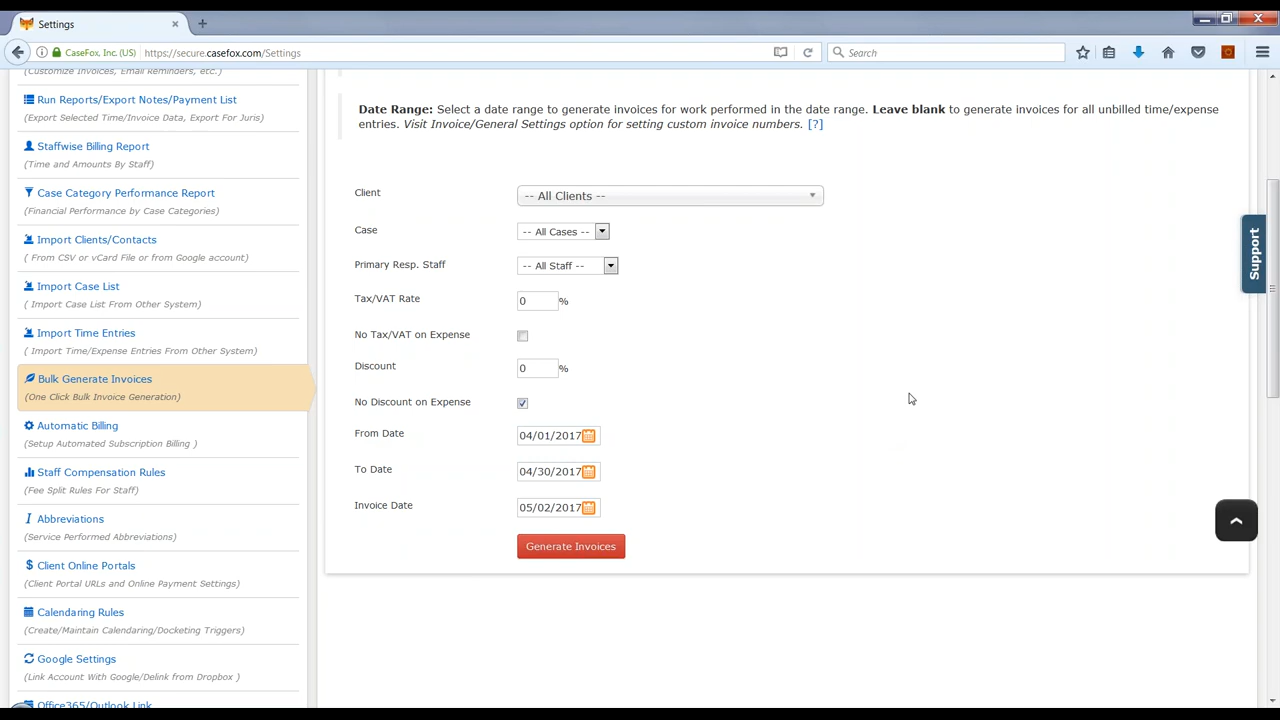 Settings
CaseFox, Inc. (US)
https://secure.casefox.com/Settings
Search
(Customize Invoices, Email Reminders, etc.)
Run Reports/Export Notes/Payment List
(Export Selected Time/Invoice Data, Export For Juris)
Staffwise Billing Report
(Time and Amounts By Staff)
Case Category Performance Report
(Financial Performance by Case Categories)
Import Clients/Contacts
( From CSV or vCard File or from Google account)
Import Case List
( Import Case List From Other System)
Import Time Entries
( Import Time/Expense Entries From Other System)
Bulk Generate Invoices
(One Click Bulk Invoice Generation)
Automatic Billing
(Setup Automated Subscription Billing )
Staff Compensation Rules
(Fee Split Rules For Staff)
Abbreviations
(Service Performed Abbreviations)
Client Online Portals
(Client Portal URLs and Online Payment Settings)
Calendaring Rules
(Create/Maintain Calendaring/Docketing Triggers)
Google Settings
(Link Account With Google/Delink from Dropbox )
Office365/Outlook Link
Date Range: Select a date range to generate invoices for work performed in the date range. Leave blank to generate invoices for all unbilled time/expense
entries. Visit Invoice/General Settings option for setting custom invoice numbers. [?]
Client
-- All Clients --
Case
-- All Cases --
Primary Resp. Staff
-- All Staff --
Tax/VAT Rate
0 %
No Tax/VAT on Expense
Discount
0 %
No Discount on Expense
From Date
04/01/2017
To Date
04/30/2017
Invoice Date
05/02/2017
Generate Invoices
Support